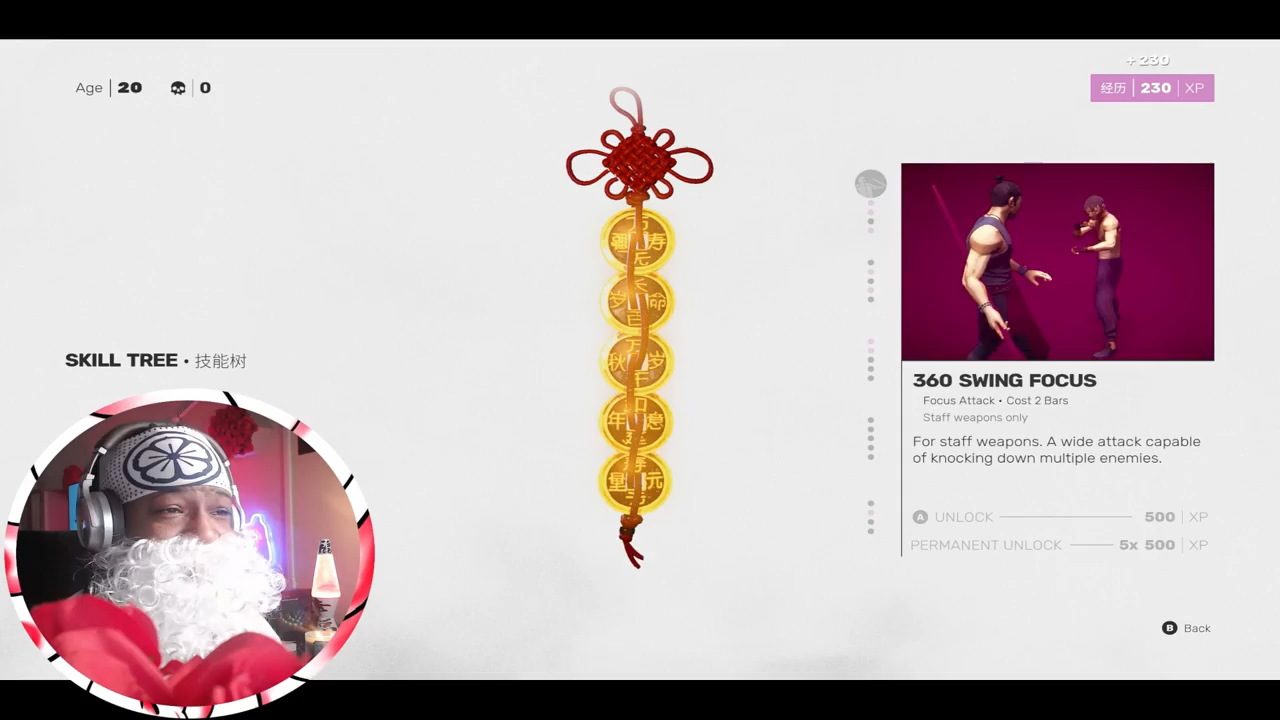 + 230
Age | 20 0
经历 | 230 | XP
SKILL TREE • 技能树
360 SWING FOCUS
Focus Attack • Cost 2 Bars
Staff weapons only
For staff weapons. A wide attack capable
of knocking down multiple enemies.
A UNLOCK 500 | XP
PERMANENT UNLOCK 5x 500 | XP
B Back